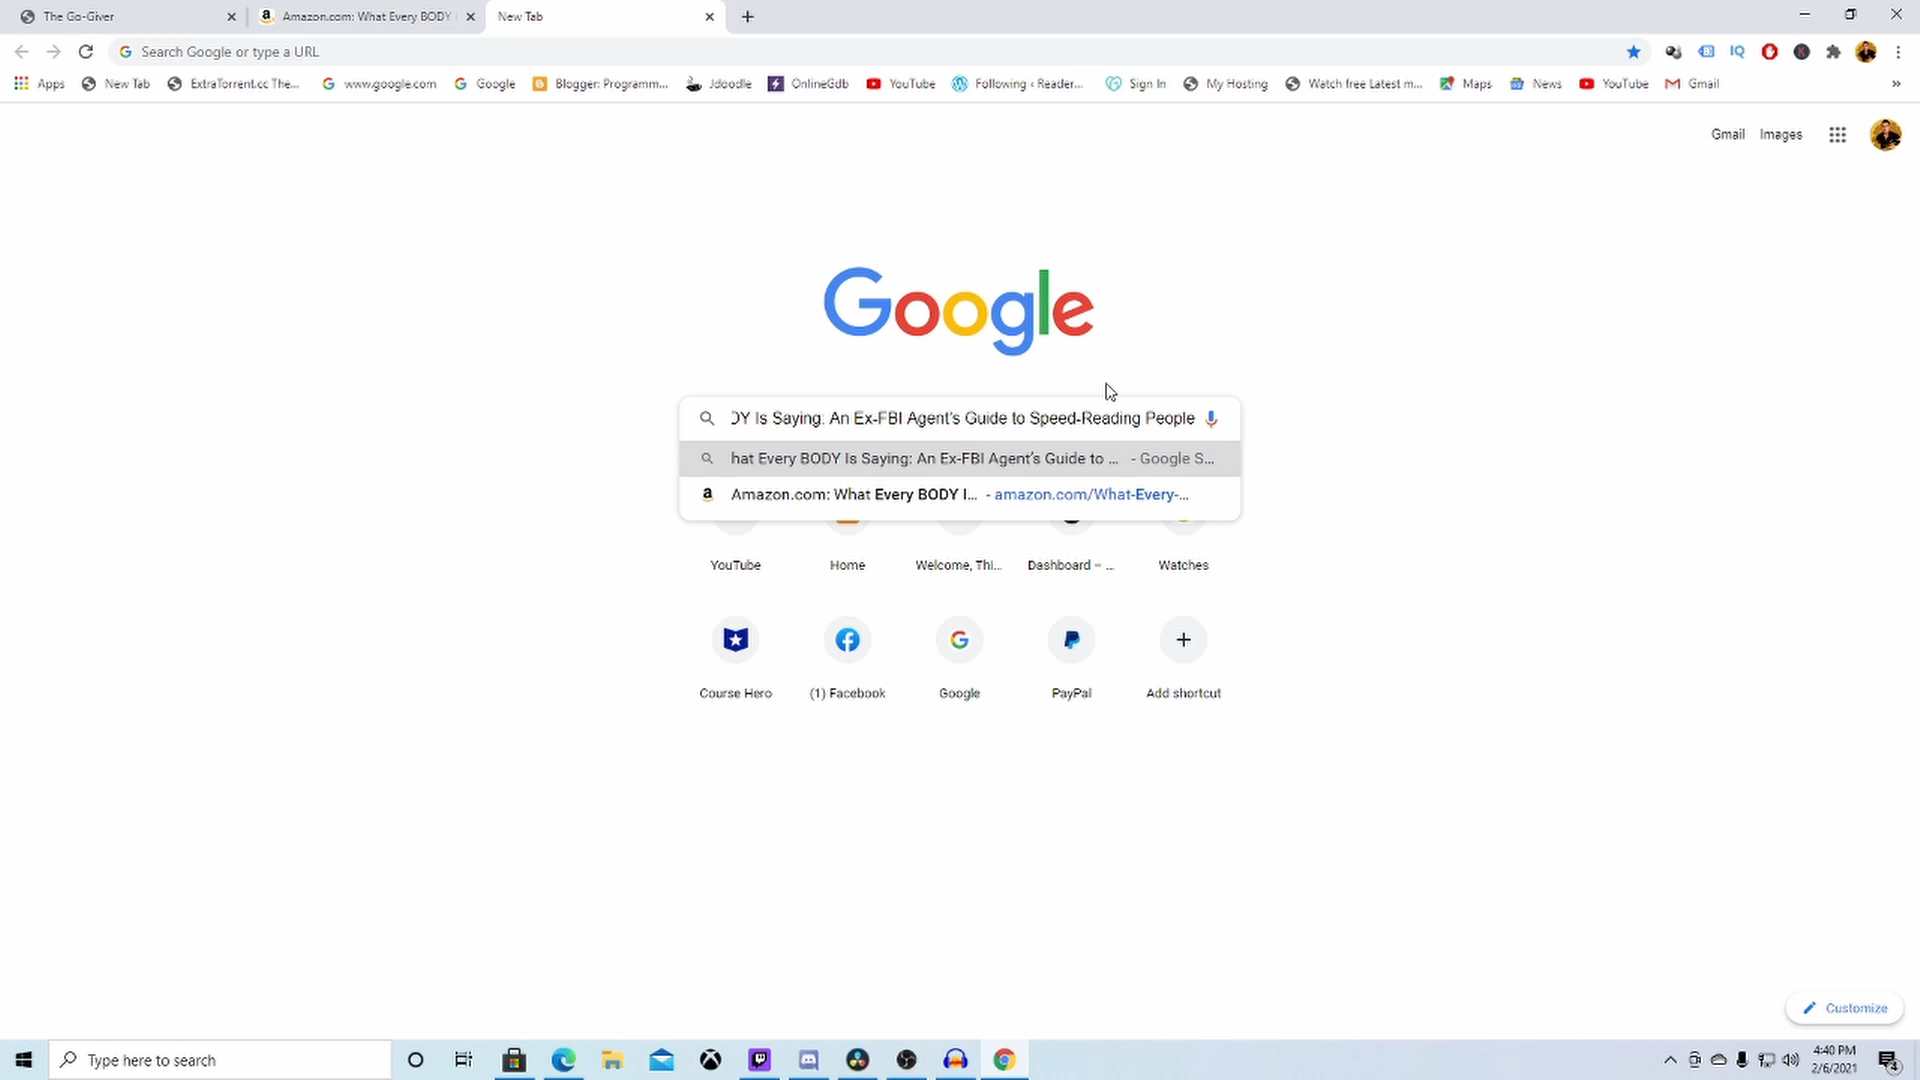 The Go-Giver
Amazon.com: What Every BODY
New Tab
Search Google or type a URL
IQ
Apps
New Tab
ExtraTorrent.cc The...
www.google.com
Google
Blogger: Programm...
Jdoodle
OnlineGdb
YouTube
Following ‹ Reader...
Sign In
My Hosting
Watch free Latest m...
Maps
News
YouTube
Gmail
»
Gmail
Images
Google
DY Is Saying: An Ex-FBI Agent's Guide to Speed-Reading People
hat Every BODY Is Saying: An Ex-FBI Agent's Guide to ... - Google S...
Amazon.com: What Every BODY I... - amazon.com/What-Every-...
YouTube
Home
Welcome, Thi...
Dashboard – ...
Watches
Course Hero
(1) Facebook
Google
PayPal
Add shortcut
Customize
Type here to search
4:40 PM
2/6/2021
4